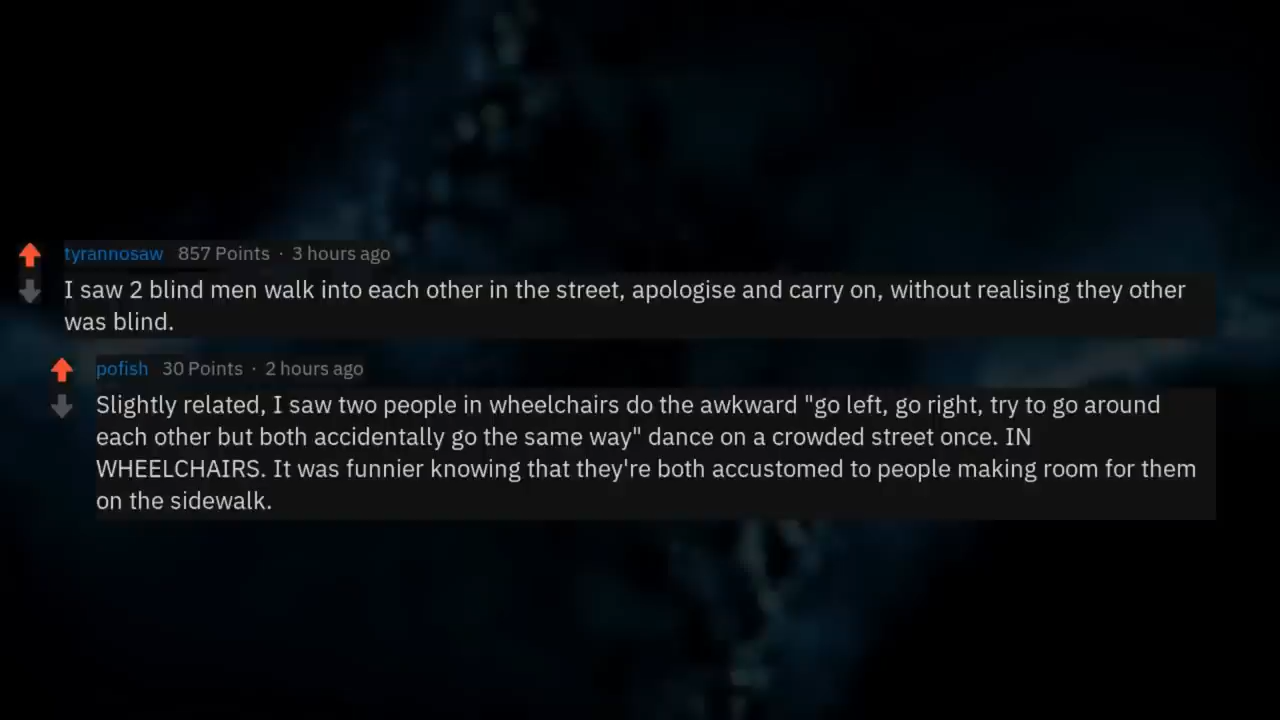 tyrannosaw 857 Points · 3 hours ago
I saw 2 blind men walk into each other in the street, apologise and carry on, without realising they other
was blind.
pofish 30 Points · 2 hours ago
Slightly related, I saw two people in wheelchairs do the awkward "go left, go right, try to go around
each other but both accidentally go the same way" dance on a crowded street once. IN
WHEELCHAIRS. It was funnier knowing that they're both accustomed to people making room for them
on the sidewalk.